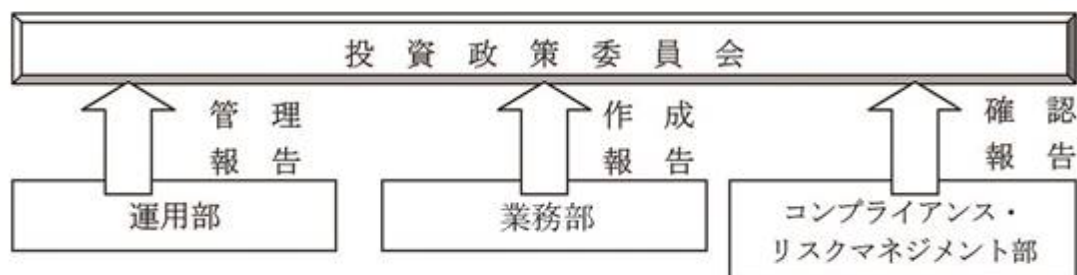 投資政策委員会
管理
報告
作成
報告
確認
報告
運用部
業務部
コンプライアンス・
リスクマネジメント部